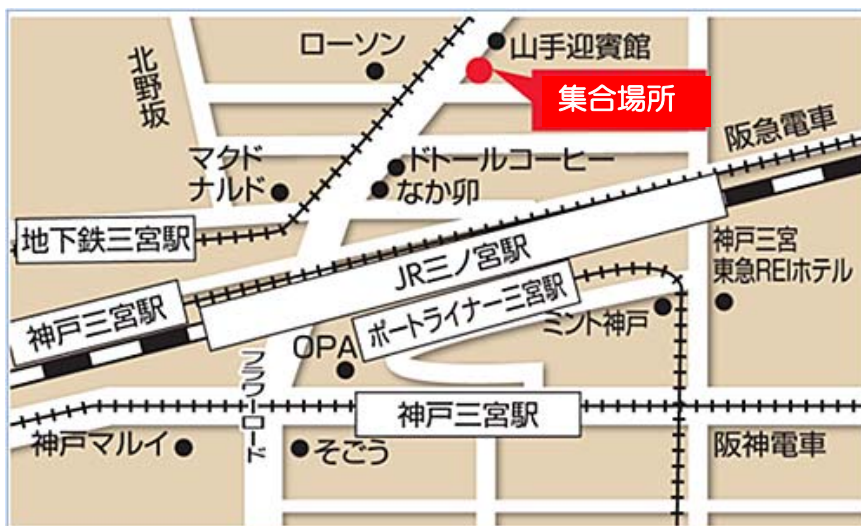 ローソン
山手迎賓館
北野坂
集合場所
阪急電車
マクド
ナルド
ドトールコーヒー
なか卯
地下鉄三宮駅
JR三ノ宮駅
神戸三宮
東急REIホテル
神戸三宮駅
ポートライナー三宮駅
ミント神戸
OPA
フラワーロード
神戸三宮駅
神戸マルイ
そごう
阪神電車